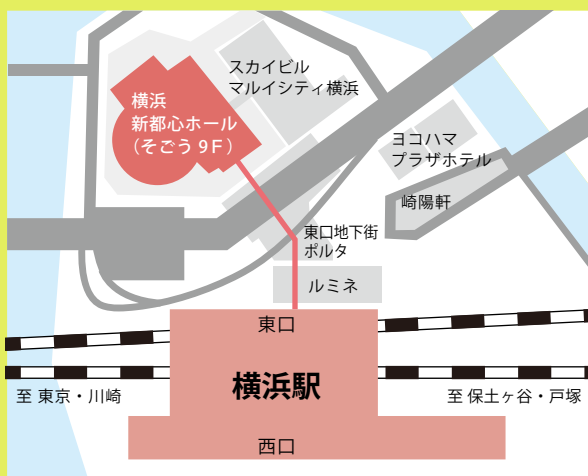 スカイビル
マルイシティ横浜
横浜
新都心ホール
（そごう9F）
ヨコハマ
プラザホテル
崎陽軒
東口地下街
ポルタ
ルミネ
東口
横浜駅
至 東京・川崎
至 保土ヶ谷・戸塚
西口